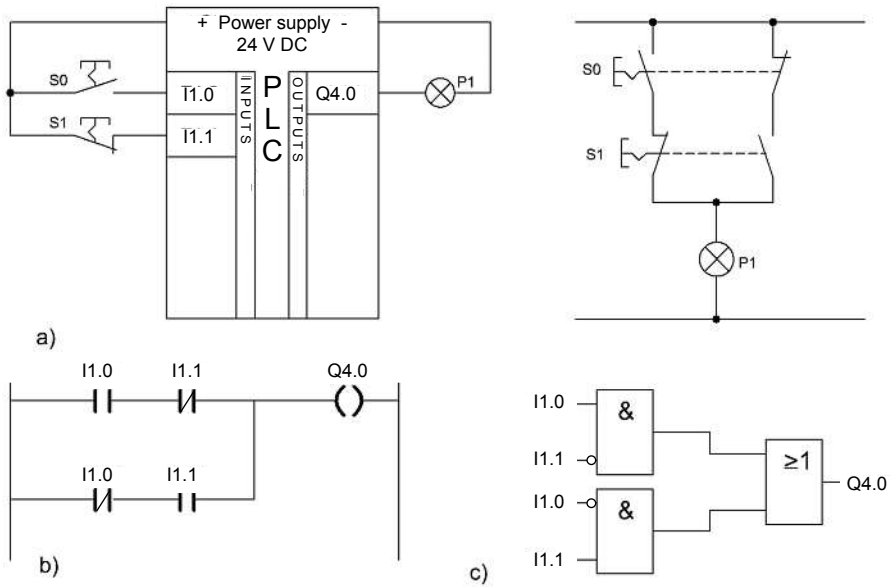 + Power supply -
24 V DC
S0
I1.0
INPUTS
PLC
OUTPUTS
Q4.0
P1
S1
I1.1
a)
S0
S1
P1
I1.0 I1.1 Q4.0
I1.0 I1.1
b)
I1.0
&
I1.1
≥1
Q4.0
I1.0
&
I1.1
c)